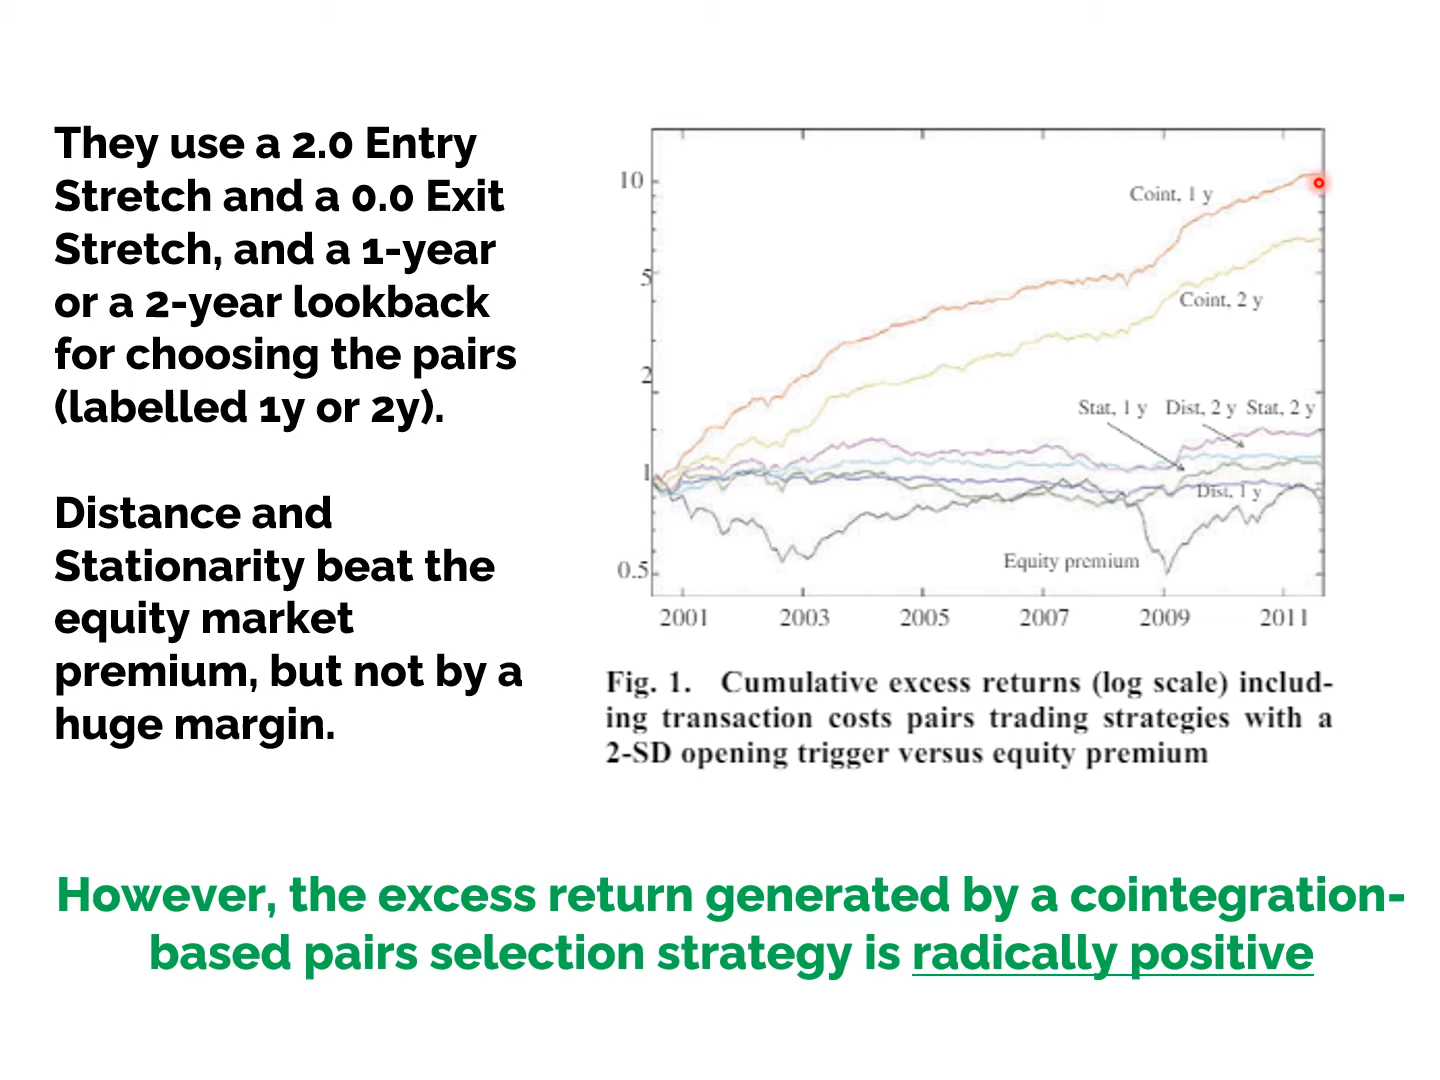 They use a 2.0 Entry
Stretch and a 0.0 Exit
Stretch, and a 1-year
or a 2-year lookback
for choosing the pairs
(labelled 1y or 2y).
Distance and
Stationarity beat the
equity market
premium, but not by a
huge margin.
10
5
2
1
0.5
Coint, 1 y
Coint, 2 y
Stat, 1 y Dist, 2 y Stat, 2 y
Dist, 1 y
Equity premium
2001 2003 2005 2007 2009 2011
Fig. 1. Cumulative excess returns (log scale) includ-
ing transaction costs pairs trading strategies with a
2-SD opening trigger versus equity premium
However, the excess return generated by a cointegration-
based pairs selection strategy is radically positive